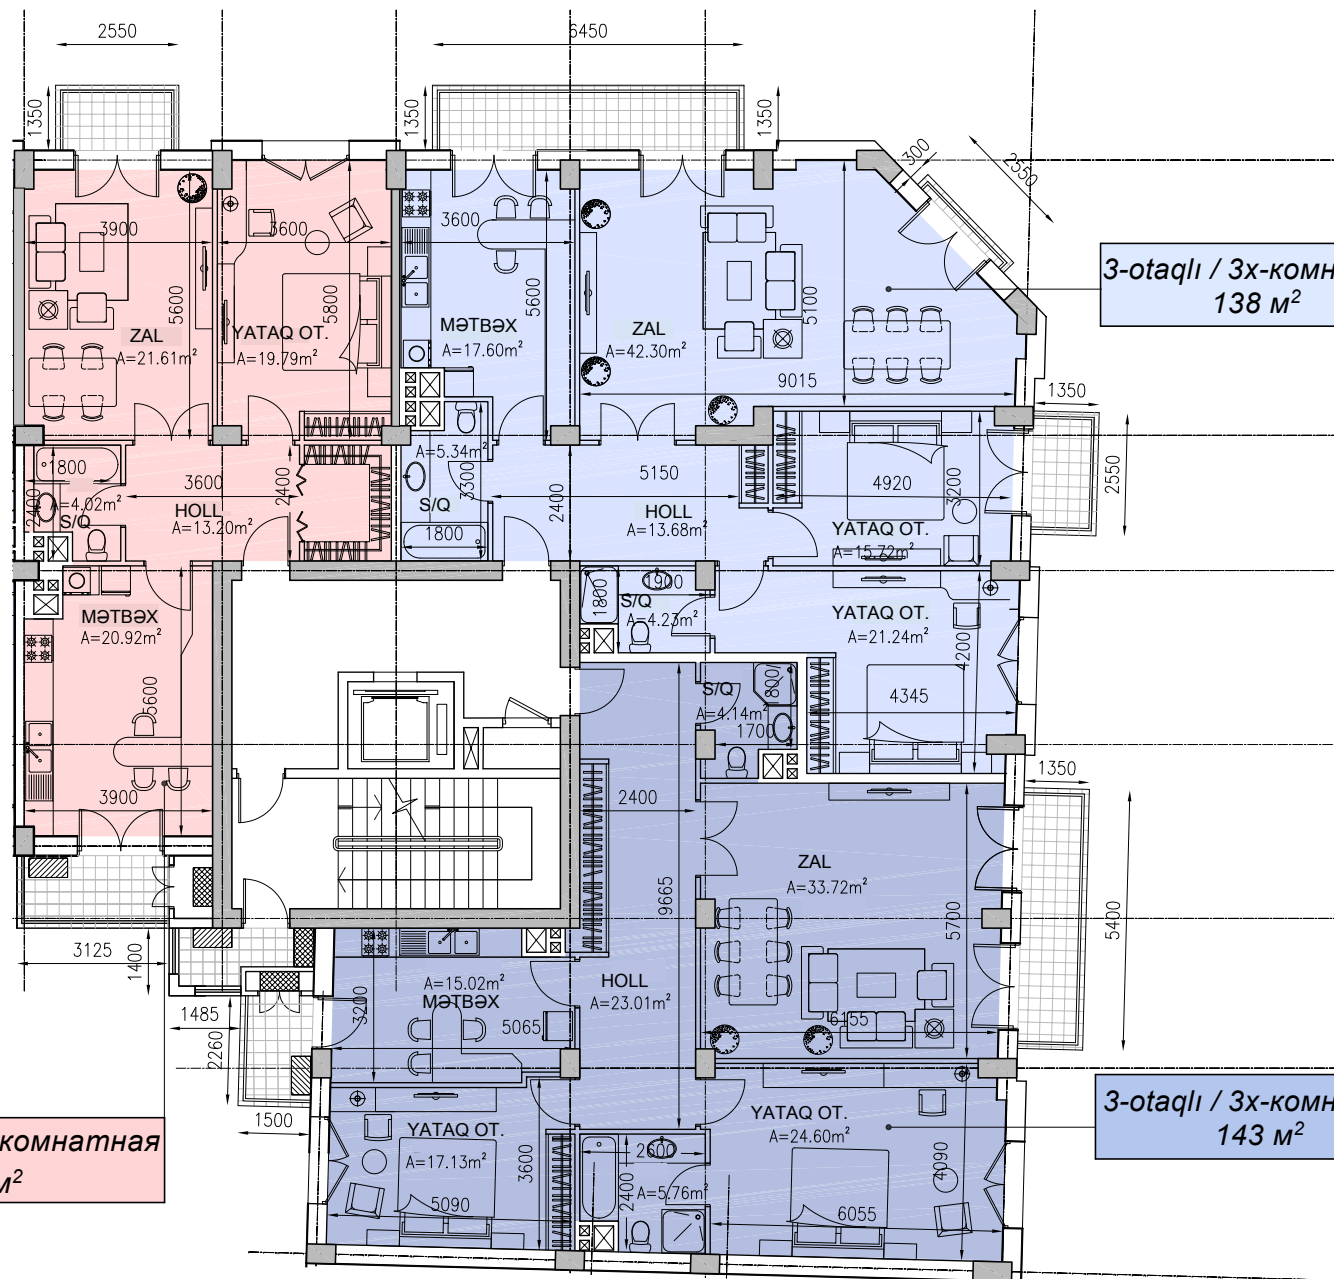 2550
6450
1350
1350
1350
300
2550
3900
3600
3600
5600
5800
5600
5100
ZAL
A=21.61m²
YATAQ OT.
A=19.79m²
MƏTBƏX
A=17.60m²
ZAL
A=42.30m²
9015
3-otaqlı / 3х-комн
138 м²
1350
2550
1800
2400
A=4.02m²
S/Q
3600
2400
HOLL
A=13.20m²
A=5.34m²
3300
S/Q
1800
2400
5150
HOLL
A=13.68m²
4920
3200
YATAQ OT.
A=15.72m²
MƏTBƏX
A=20.92m²
5600
3900
1900
1800
S/Q
A=4.23m²
YATAQ OT.
A=21.24m²
4200
4345
S/Q
A=4.14m²
1800
1700
2400
1350
5400
ZAL
A=33.72m²
9665
5700
6155
3125
1400
1485
2260
1500
A=15.02m²
MƏTBƏX
3200
5065
HOLL
A=23.01m²
3-otaqlı / 3х-комн
143 м²
комнатная
м²
YATAQ OT.
A=17.13m²
3600
5090
2600
2400
A=5.76m²
YATAQ OT.
A=24.60m²
4090
6055